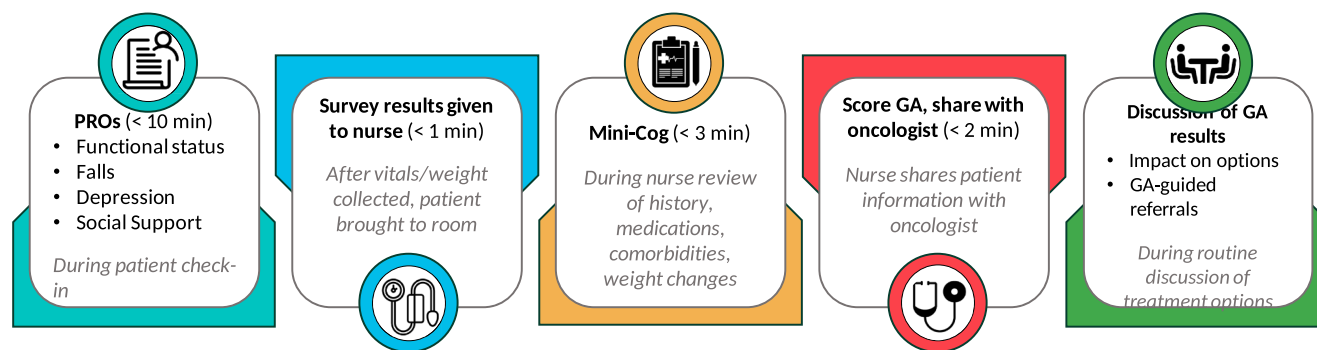 PROs (< 10 min)
• Functional status
• Falls
• Depression
• Social Support
During patient check-
in
Survey results given
to nurse (< 1 min)
After vitals/weight
collected, patient
brought to room
Mini-Cog (< 3 min)
During nurse review
of history,
medications,
comorbidities,
weight changes
Score GA, share with
oncologist (< 2 min)
Nurse shares patient
information with
oncologist
Discussion of GA
results
• Impact on options
• GA-guided
referrals
During routine
discussion of
treatment options